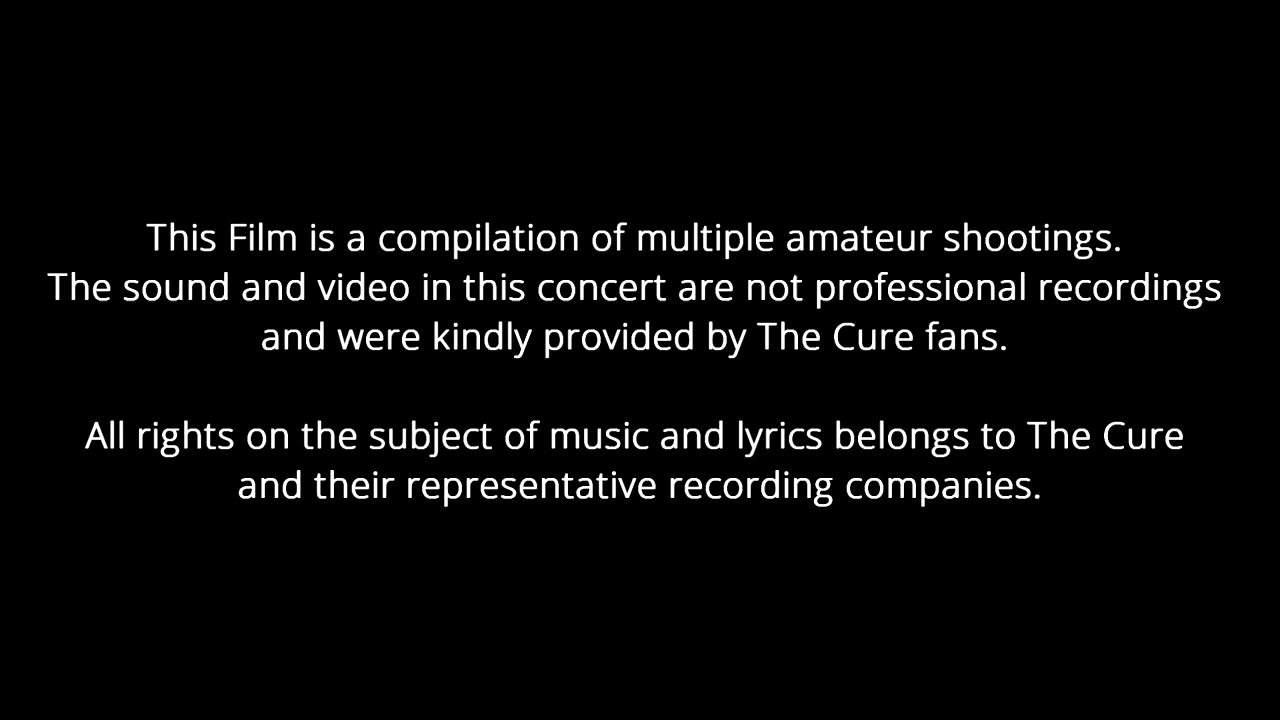 This Film is a compilation of multiple amateur shootings.
The sound and video in this concert are not professional recordings
and were kindly provided by The Cure fans.
All rights on the subject of music and lyrics belongs to The Cure
and their representative recording companies.